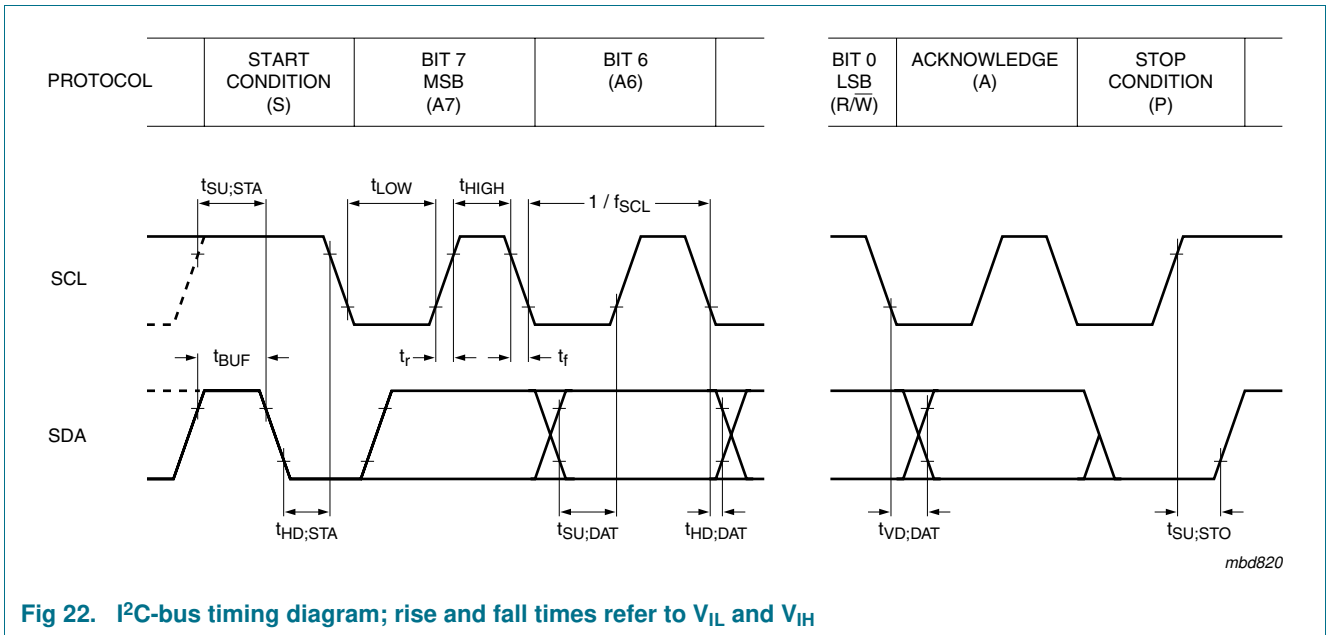 PROTOCOL
START
CONDITION
(S)
BIT 7
MSB
(A7)
BIT 6
(A6)
BIT 0
LSB
(R/W̅)
ACKNOWLEDGE
(A)
STOP
CONDITION
(P)
tSU;STA
tLOW
tHIGH
1 / fSCL
SCL
tBUF
tr
tf
SDA
tHD;STA
tSU;DAT
tHD;DAT
tVD;DAT
tSU;STO
mbd820
Fig 22. I²C-bus timing diagram; rise and fall times refer to VIL and VIH